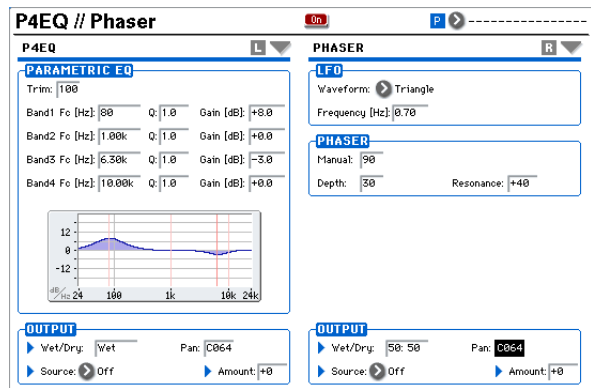 P4EQ // Phaser On P ----------------
P4EQ L
PARAMETRIC EQ
Trim: 100
Band1 Fc [Hz]: 80 Q: 1.0 Gain [dB]: +8.0
Band2 Fc [Hz]: 1.00k Q: 1.0 Gain [dB]: +0.0
Band3 Fc [Hz]: 6.30k Q: 1.0 Gain [dB]: -3.0
Band4 Fc [Hz]: 10.00k Q: 1.0 Gain [dB]: +0.0
12
0
-12
dB/Hz 24 100 1k 10k 24k
OUTPUT
Wet/Dry: Wet Pan: C064
Source: Off Amount: +0
PHASER R
LFO
Waveform: Triangle
Frequency [Hz]: 0.70
PHASER
Manual: 90
Depth: 30 Resonance: +40
OUTPUT
Wet/Dry: 50: 50 Pan: C064
Source: Off Amount: +0